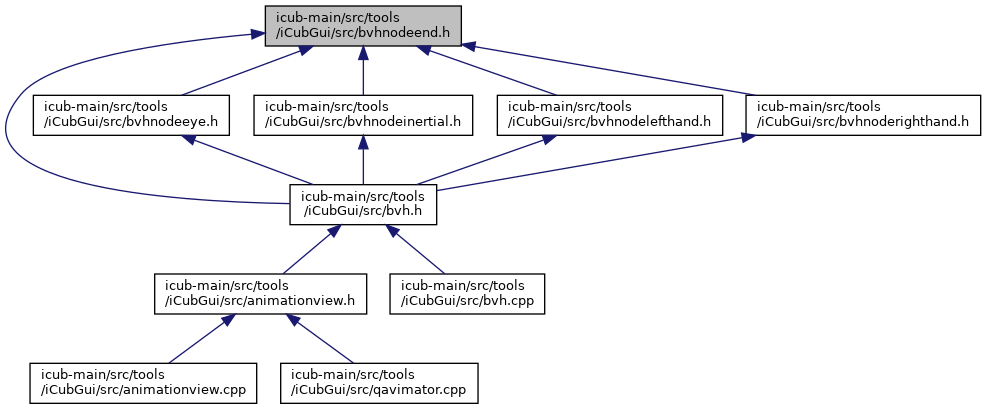 icub-main/src/tools
/iCubGui/src/bvhnodeend.h
icub-main/src/tools
/iCubGui/src/bvhnodeeye.h
icub-main/src/tools
/iCubGui/src/bvhnodeinertial.h
icub-main/src/tools
/iCubGui/src/bvhnodelefthand.h
icub-main/src/tools
/iCubGui/src/bvhnoderighthand.h
icub-main/src/tools
/iCubGui/src/bvh.h
icub-main/src/tools
/iCubGui/src/animationview.h
icub-main/src/tools
/iCubGui/src/bvh.cpp
icub-main/src/tools
/iCubGui/src/animationview.cpp
icub-main/src/tools
/iCubGui/src/qavimator.cpp